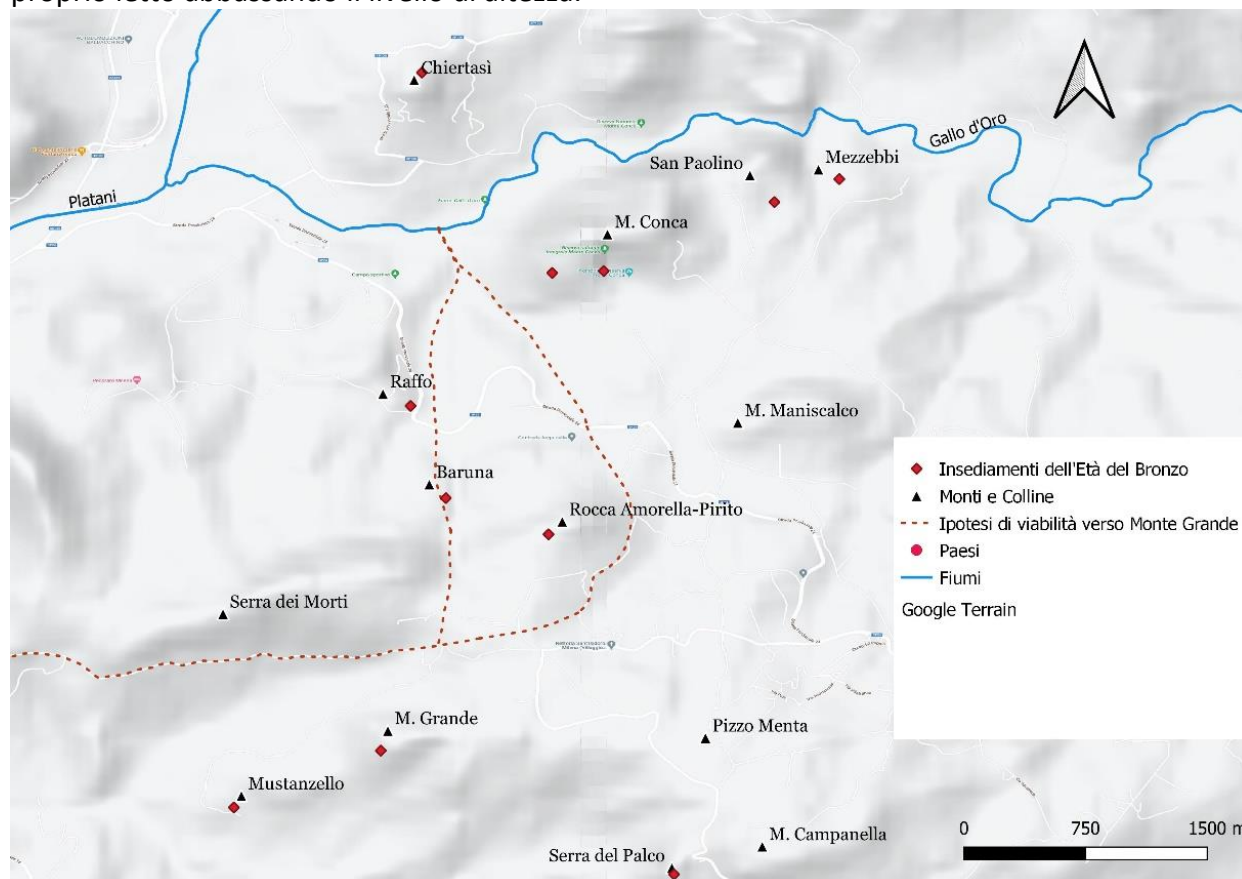 proprio letto abbassando il livello di altezza.
Chiertasì
Gallo d'Oro
San Paolino
Mezzebbi
Platani
M. Conca
Raffo
M. Maniscalco
Baruna
Rocca Amorella-Pirito
Serra dei Morti
M. Grande
Pizzo Menta
Mustanzello
M. Campanella
Serra del Palco
Insediamenti dell'Età del Bronzo
Monti e Colline
Ipotesi di viabilità verso Monte Grande
Paesi
Fiumi
Google Terrain
0 750 1500 m